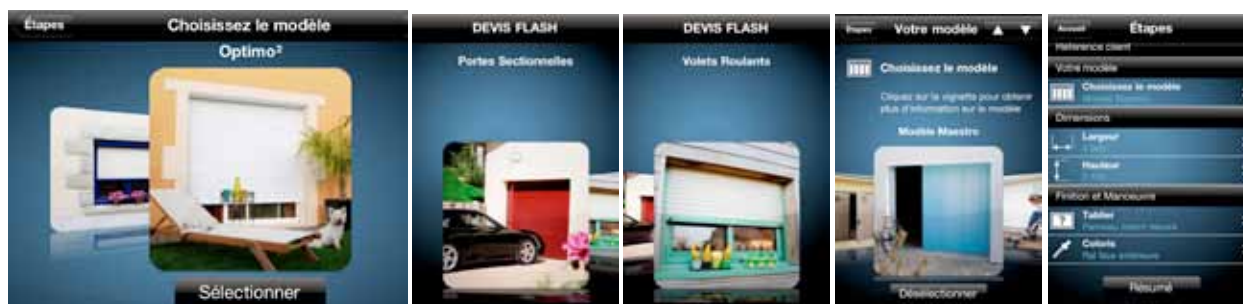 Étapes
Choisissez le modèle
Optimo²
Sélectionner
DEVIS FLASH
Portes Sectionnelles
DEVIS FLASH
Volets Roulants
Étapes
Votre modèle
Choisissez le modèle
Cliquez sur la vignette pour obtenir
plus d'information sur le modèle
Modèle Maestro
Désélectionner
Accueil
Étapes
Référence client
Votre modèle
Choisissez le modèle
Dimensions
Largeur
Hauteur
Finition et Manoeuvre
Tablier
Coloris
Résumé